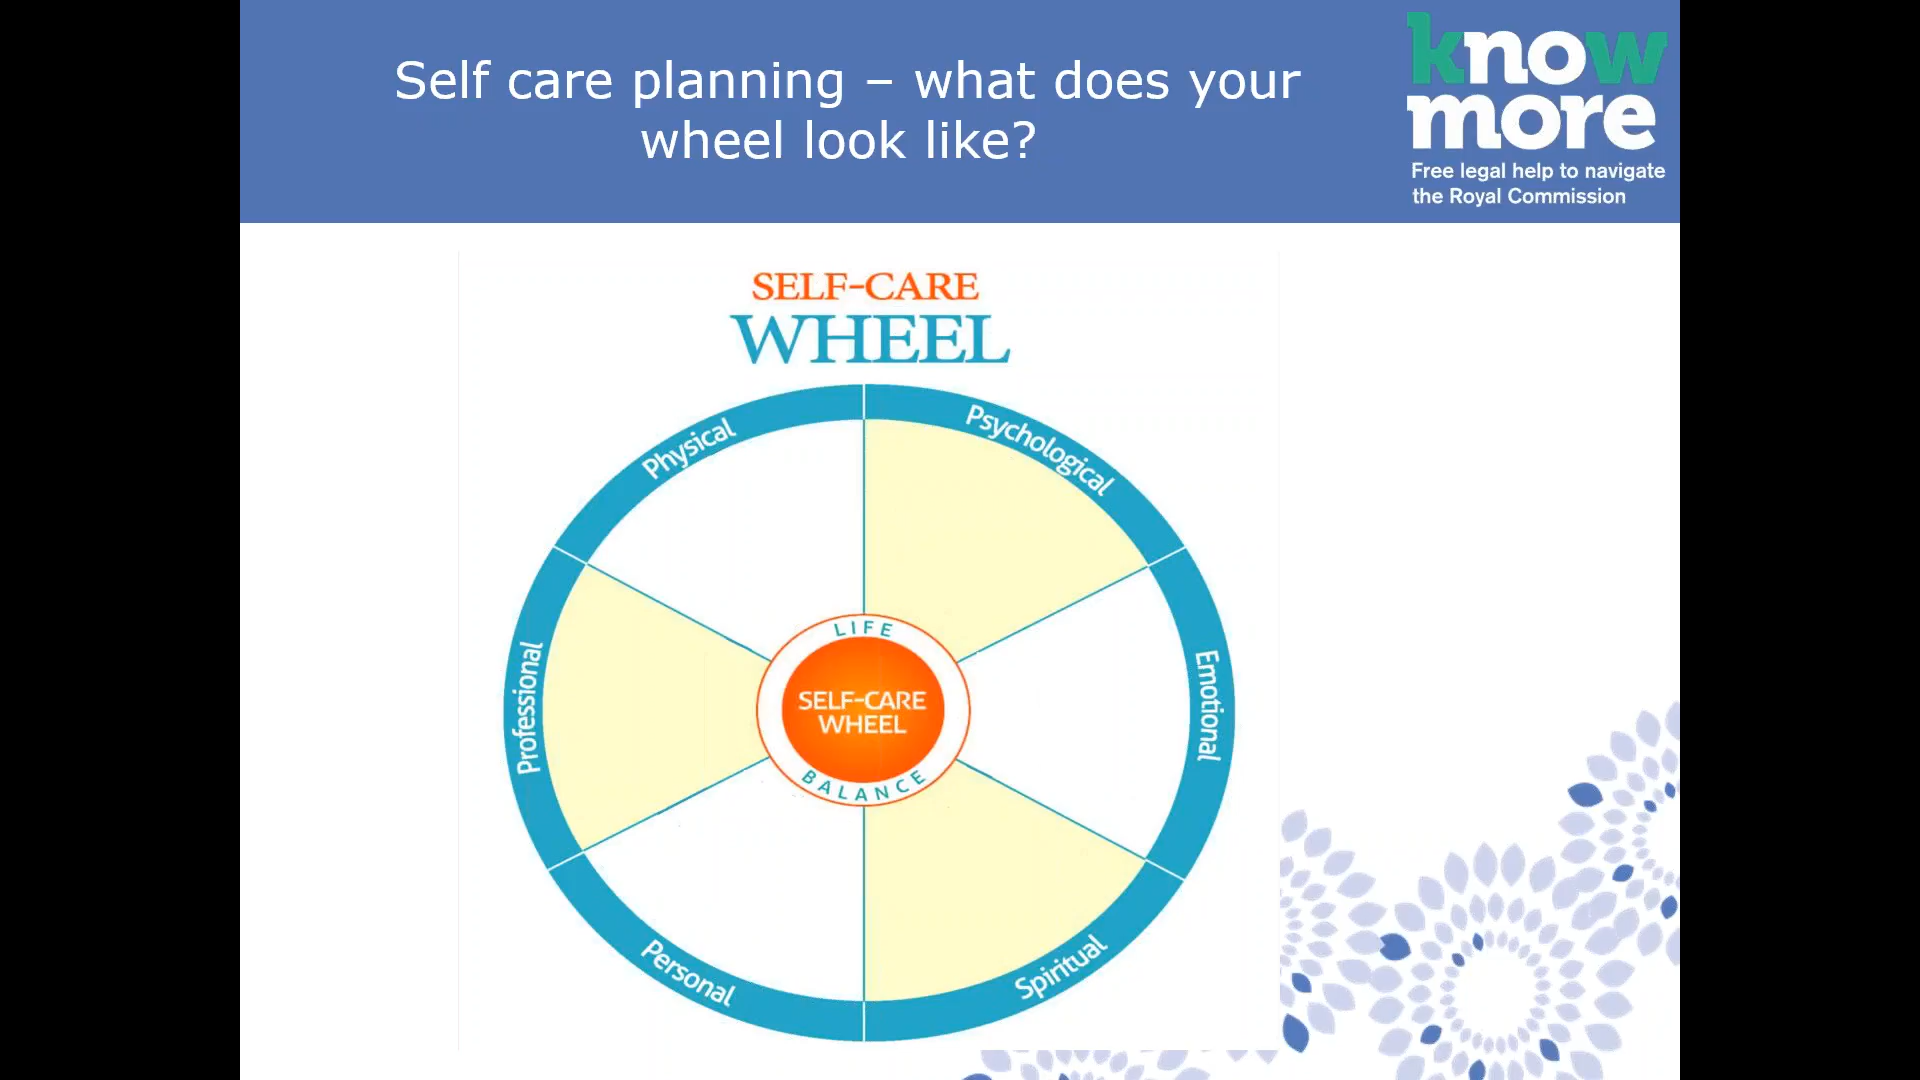 Self care planning – what does your
wheel look like?
know
more
Free legal help to navigate
the Royal Commission
SELF-CARE
WHEEL
Physical
Psychological
Professional
LIFE
SELF-CARE
WHEEL
BALANCE
Emotional
Personal
Spiritual